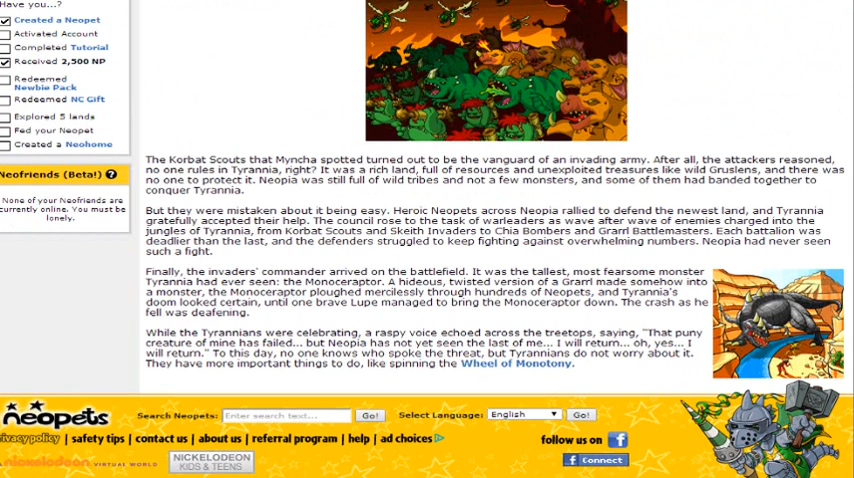 Have you...?
Created a Neopet
Activated Account
Completed Tutorial
Received 2,500 NP
Redeemed
Newbie Pack
Redeemed NC Gift
Explored 5 lands
Fed your Neopet
Created a Neohome
Neofriends (Beta!) ?
None of your Neofriends are
currently online. You must be
lonely.
The Korbat Scouts that Myncha spotted turned out to be the vanguard of an invading army. After all, the attackers reasoned,
no one rules in Tyrannia, right? It was a rich land, full of resources and unexploited treasures like wild Gruslens, and there was
no one to protect it. Neopia was still full of wild tribes and not a few monsters, and some of them had banded together to
conquer Tyrannia.
But they were mistaken about it being easy. Heroic Neopets across Neopia rallied to defend the newest land, and Tyrannia
gratefully accepted their help. The council rose to the task of warleaders as wave after wave of enemies charged into the
jungles of Tyrannia, from Korbat Scouts and Skeith Invaders to Chia Bombers and Grarrl Battlemasters. Each battalion was
deadlier than the last, and the defenders struggled to keep fighting against overwhelming numbers. Neopia had never seen
such a fight.
Finally, the invaders' commander arrived on the battlefield. It was the tallest, most fearsome monster
Tyrannia had ever seen: the Monoceraptor. A hideous, twisted version of a Grarrl made somehow into
a monster, the Monoceraptor ploughed mercilessly through hundreds of Neopets, and Tyrannia's
doom looked certain, until one brave Lupe managed to bring the Monoceraptor down. The crash as he
fell was deafening.
While the Tyrannians were celebrating, a raspy voice echoed across the treetops, saying, "That puny
creature of mine has failed... but Neopia has not yet seen the last of me... I will return... oh, yes... I
will return." To this day, no one knows who spoke the threat, but Tyrannians do not worry about it.
They have more important things to do, like spinning the Wheel of Monotony.
neopets
Search Neopets: Enter search text... Go! Select Language: English Go!
privacy policy | safety tips | contact us | about us | referral program | help | ad choices
follow us on f
nickelodeon VIRTUAL WORLD
NICKELODEON
KIDS & TEENS
f Connect